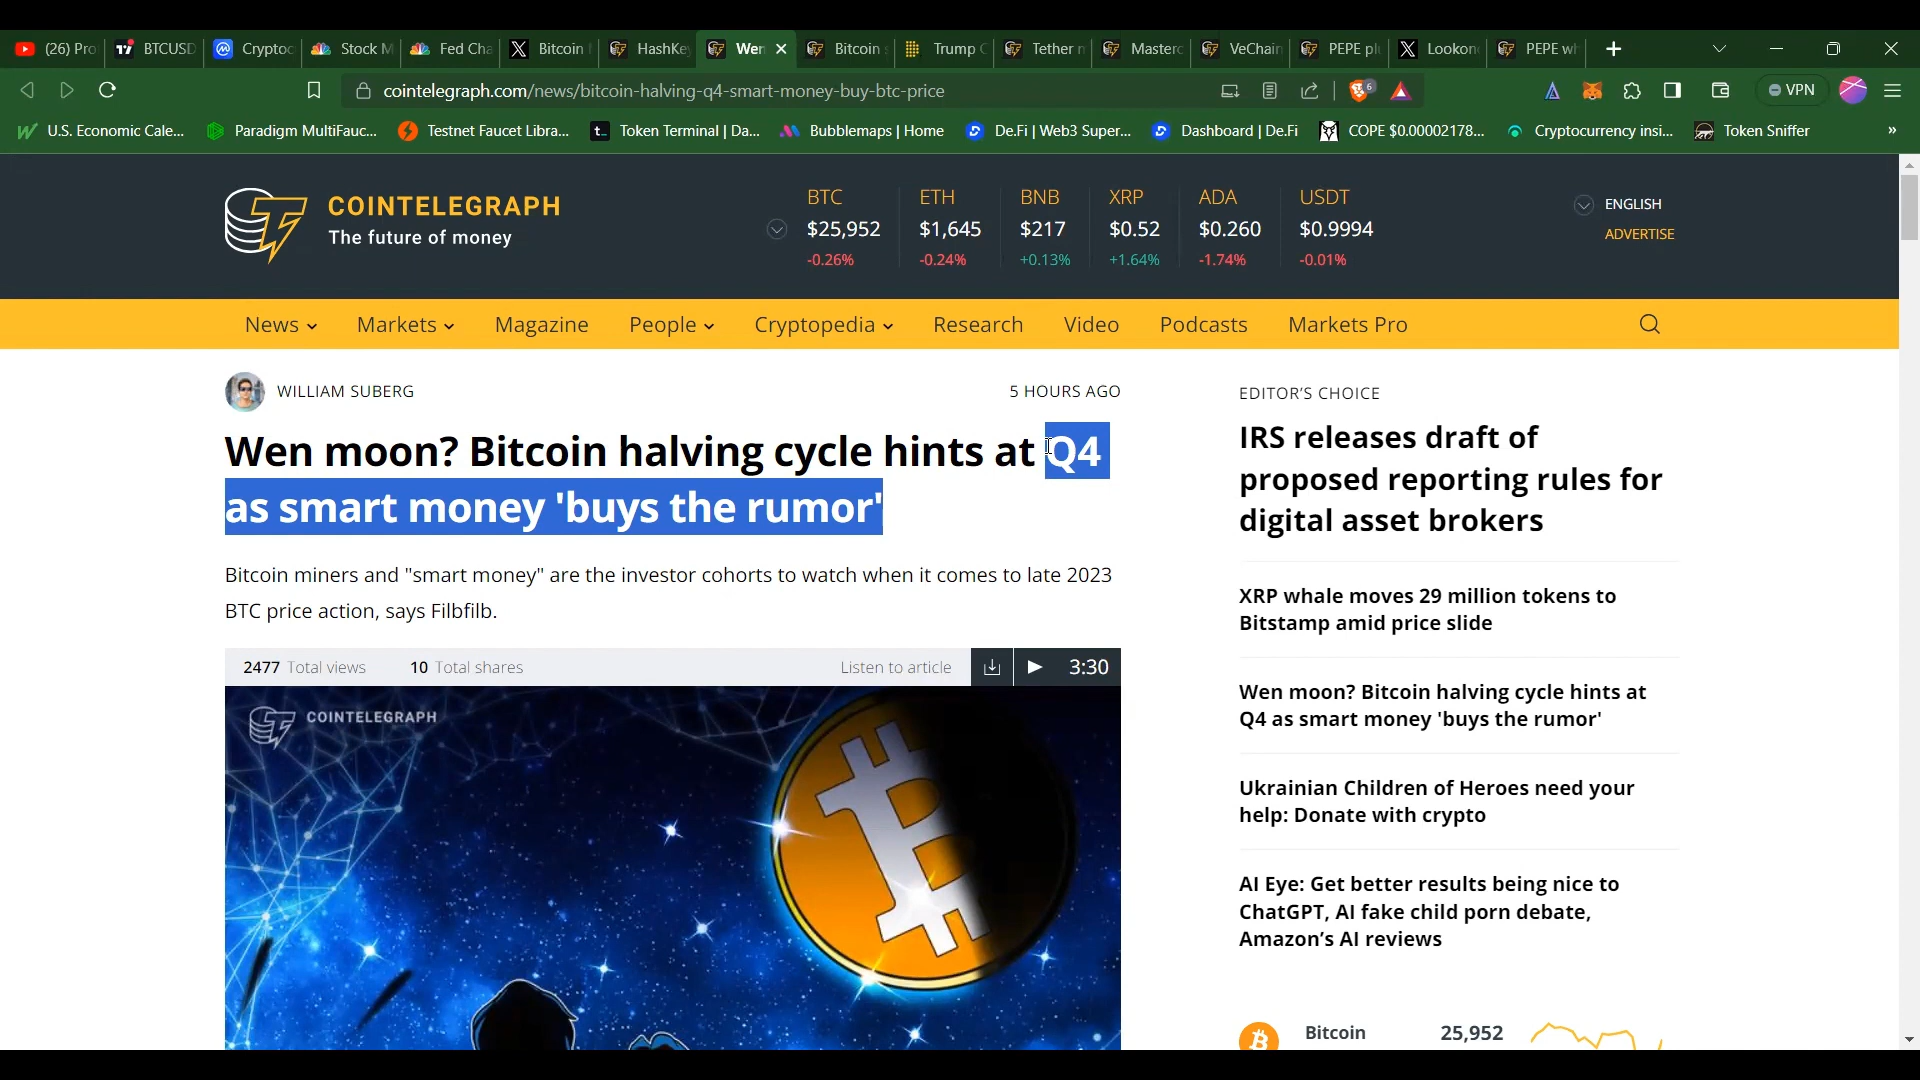 (26) Pro
BTCUSD
Cryptoc
Stock M
Fed Cha
Bitcoin
HashKey
Wen
Bitcoin s
Trump C
Tether r
Masterc
VeChain
PEPE pl
Lookon
PEPE wh
cointelegraph.com/news/bitcoin-halving-q4-smart-money-buy-btc-price
6
VPN
U.S. Economic Cale...
Paradigm MultiFauc...
Testnet Faucet Libra...
Token Terminal | Da...
Bubblemaps | Home
De.Fi | Web3 Super...
Dashboard | De.Fi
COPE $0.00002178...
Cryptocurrency insi...
Token Sniffer
»
COINTELEGRAPH
The future of money
BTC ETH BNB XRP ADA USDT
$25,952 $1,645 $217 $0.52 $0.260 $0.9994
-0.26% -0.24% +0.13% +1.64% -1.74% -0.01%
ENGLISH
ADVERTISE
News Markets Magazine People Cryptopedia Research Video Podcasts Markets Pro
WILLIAM SUBERG
5 HOURS AGO
Wen moon? Bitcoin halving cycle hints at Q4
as smart money 'buys the rumor'
Bitcoin miners and "smart money" are the investor cohorts to watch when it comes to late 2023
BTC price action, says Filbfilb.
2477 Total views 10 Total shares
Listen to article
3:30
COINTELEGRAPH
EDITOR'S CHOICE
IRS releases draft of
proposed reporting rules for
digital asset brokers
XRP whale moves 29 million tokens to
Bitstamp amid price slide
Wen moon? Bitcoin halving cycle hints at
Q4 as smart money 'buys the rumor'
Ukrainian Children of Heroes need your
help: Donate with crypto
AI Eye: Get better results being nice to
ChatGPT, AI fake child porn debate,
Amazon's AI reviews
Bitcoin 25,952